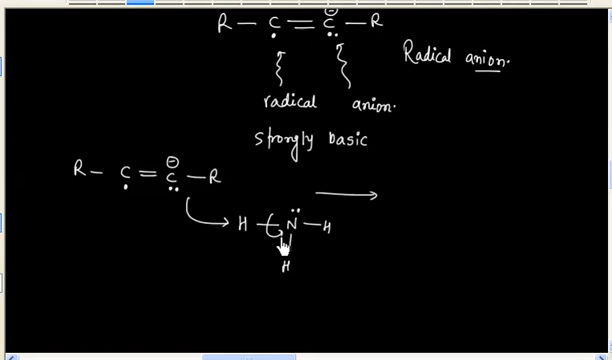 R — C = C — R
⊖
Radical anion.
radical anion.
strongly basic
⊖
R — C = C — R
H — N — H
H